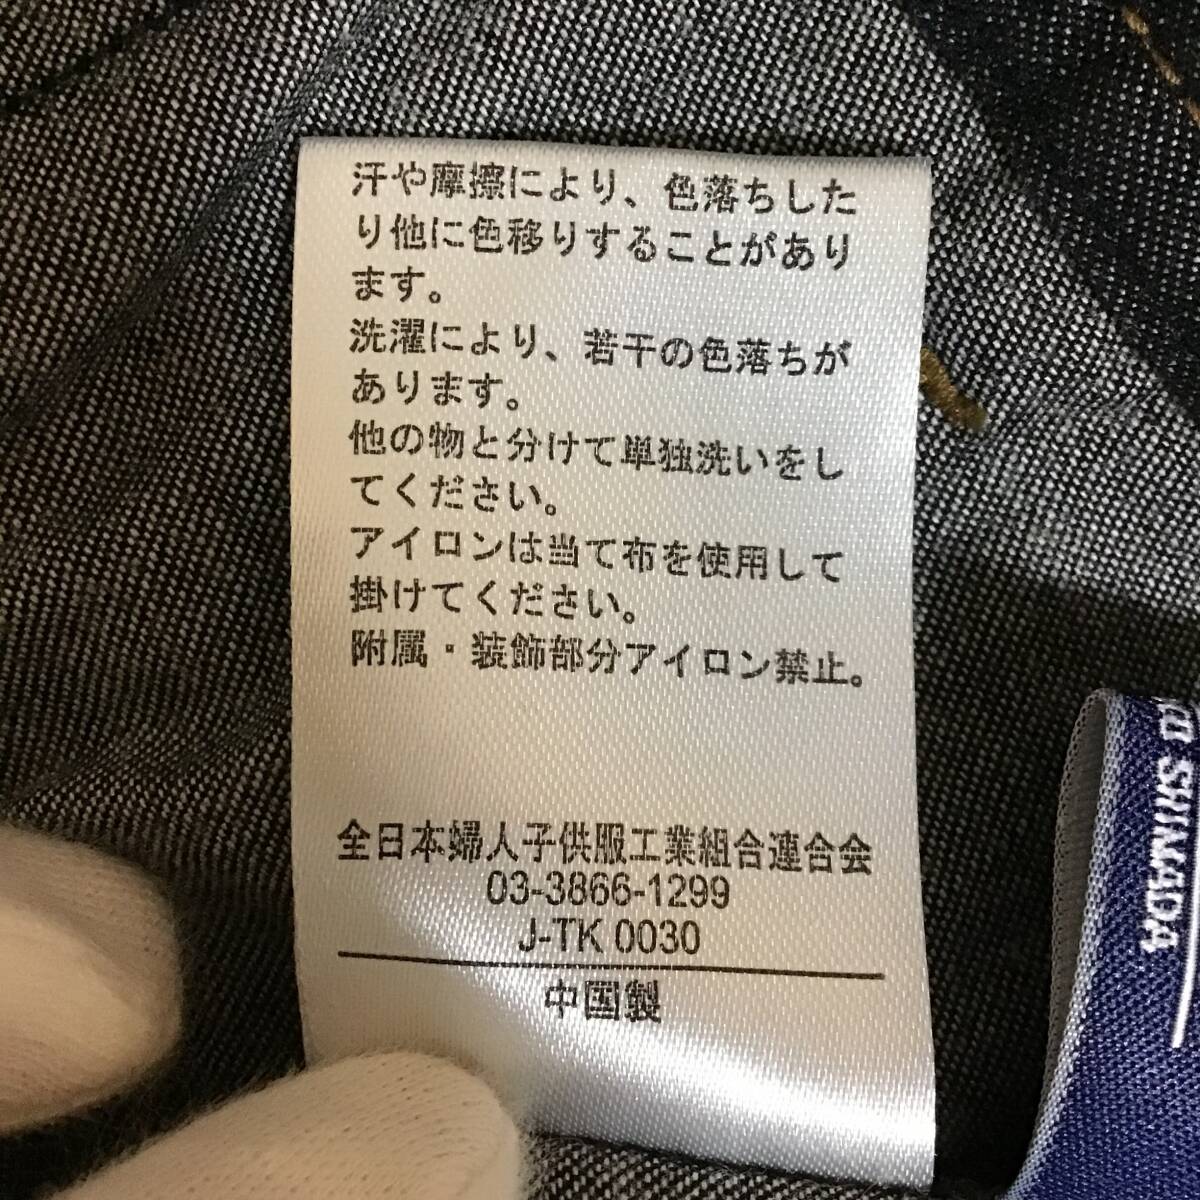 汗や摩擦により、色落ちした
り他に色移りすることがあり
ます。
洗濯により、若干の色落ちが
あります。
他の物と分けて単独洗いをし
てください。
アイロンは当て布を使用して
掛けてください。
附属・装飾部分アイロン禁止。
全日本婦人子供服工業組合連合会
03-3866-1299
J-TK 0030
中国製
SHIMADA